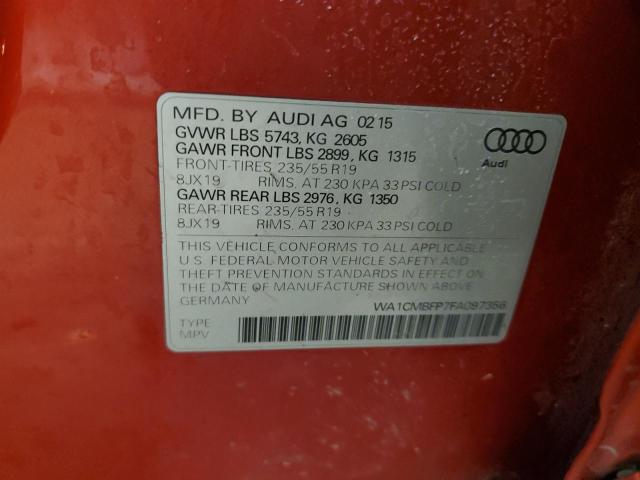 MFD. BY AUDI AG 02 15
GVWR LBS 5743, KG 2605
GAWR FRONT LBS 2899, KG 1315
FRONT-TIRES 235/55 R19
8JX19 RIMS, AT 230 KPA 33 PSI COLD
GAWR REAR LBS 2976, KG 1350
REAR-TIRES 235/55 R19
8JX19 RIMS, AT 230 KPA 33 PSI COLD
THIS VEHICLE CONFORMS TO ALL APPLICABLE
U.S. FEDERAL MOTOR VEHICLE SAFETY AND
THEFT PREVENTION STANDARDS IN EFFECT ON
THE DATE OF MANUFACTURE SHOWN ABOVE
GERMANY
WA1CMBFP7FA097356
TYPE
MPV
Audi